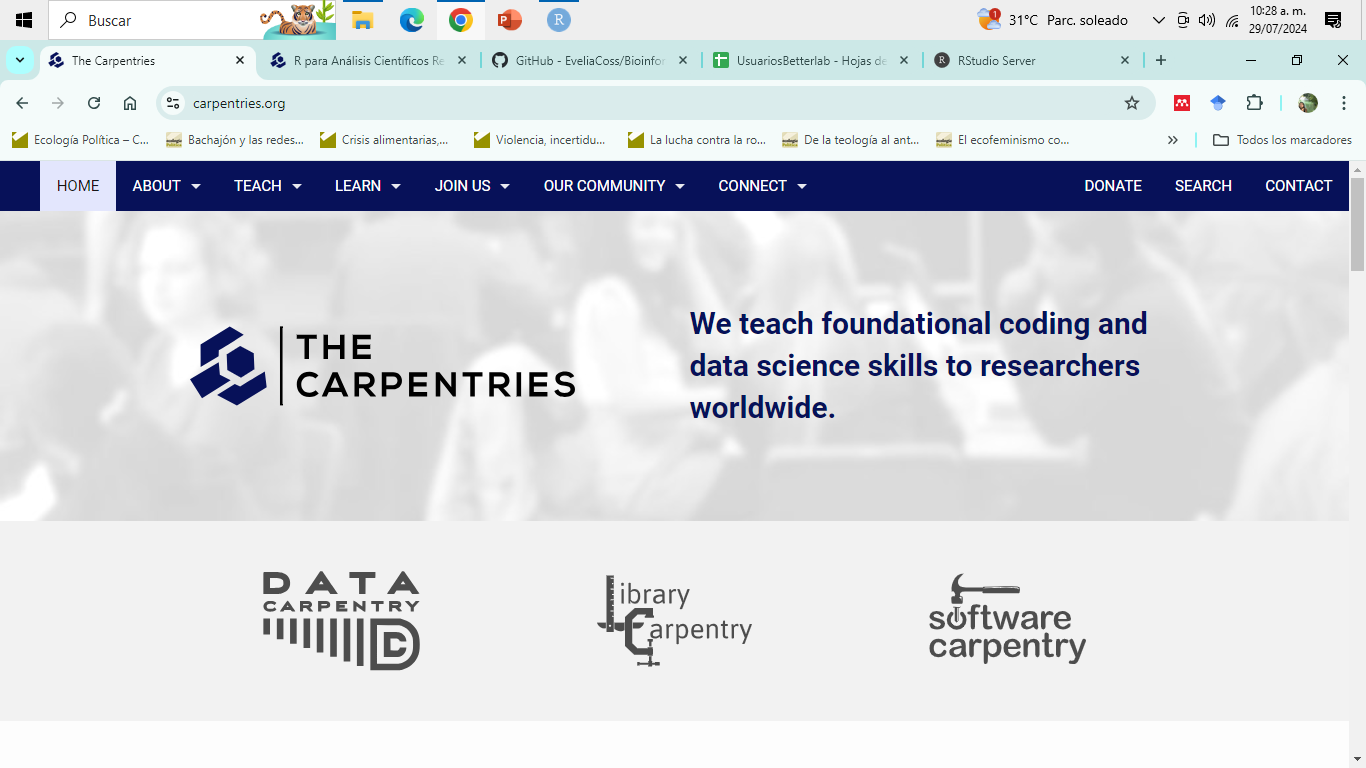 Buscar
31°C Parc. soleado
10:28 a. m.
29/07/2024
The Carpentries
R para Análisis Científicos Re
GitHub - EveliaCoss/Bioinfor
UsuariosBetterlab - Hojas de
RStudio Server
carpentries.org
Ecología Política – C...
Bachajón y las redes...
Crisis alimentarias,...
Violencia, incertidu...
La lucha contra la ro...
De la teología al ant...
El ecofeminismo co...
Todos los marcadores
HOME ABOUT TEACH LEARN JOIN US OUR COMMUNITY CONNECT DONATE SEARCH CONTACT
THE
CARPENTRIES
We teach foundational coding and
data science skills to researchers
worldwide.
DATA
CARPENTRY
DC
library
Carpentry
software
carpentry